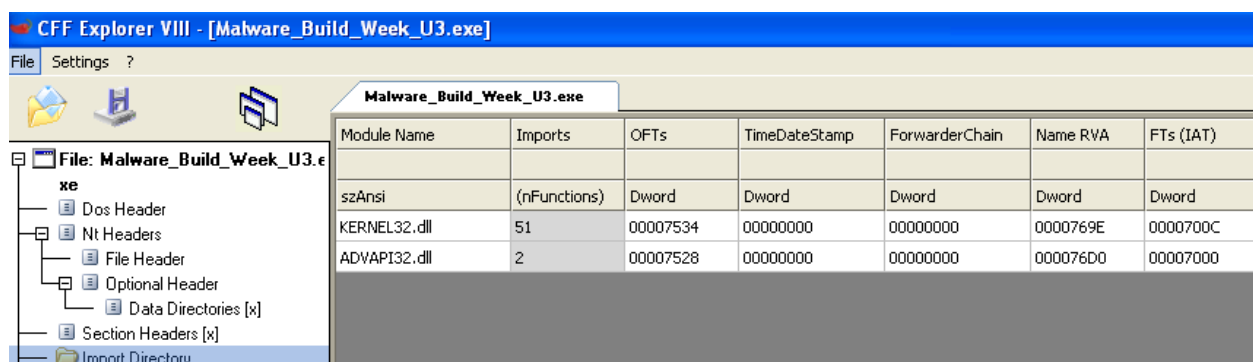 CFF Explorer VIII - [Malware_Build_Week_U3.exe]
File Settings ?
Malware_Build_Week_U3.exe
File: Malware_Build_Week_U3.e
xe
Dos Header
Nt Headers
File Header
Optional Header
Data Directories [x]
Section Headers [x]
Import Directory
Module Name Imports OFTs TimeDateStamp ForwarderChain Name RVA FTs (IAT)
szAnsi (nFunctions) Dword Dword Dword Dword Dword
KERNEL32.dll 51 00007534 00000000 00000000 0000769E 0000700C
ADVAPI32.dll 2 00007528 00000000 00000000 000076D0 00007000